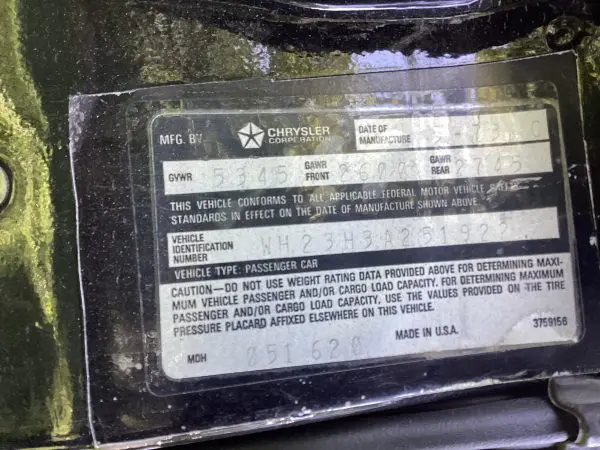 MFG. BY CHRYSLER CORPORATION DATE OF MANUFACTURE
GVWR 5345 GAWR FRONT GAWR REAR 2745
THIS VEHICLE CONFORMS TO ALL APPLICABLE FEDERAL MOTOR VEHICLE SAFETY
STANDARDS IN EFFECT ON THE DATE OF MANUFACTURE SHOWN ABOVE.
VEHICLE IDENTIFICATION NUMBER
VEHICLE TYPE: PASSENGER CAR
CAUTION—DO NOT USE WEIGHT RATING DATA PROVIDED ABOVE FOR DETERMINING MAXI-
MUM VEHICLE PASSENGER AND/OR CARGO LOAD CAPACITY. FOR DETERMINING MAXIMUM
PASSENGER AND/OR CARGO LOAD CAPACITY, USE THE VALUES PROVIDED ON THE TIRE
PRESSURE PLACARD AFFIXED ELSEWHERE ON THIS VEHICLE.
MDH 051620 MADE IN U.S.A. 3759156